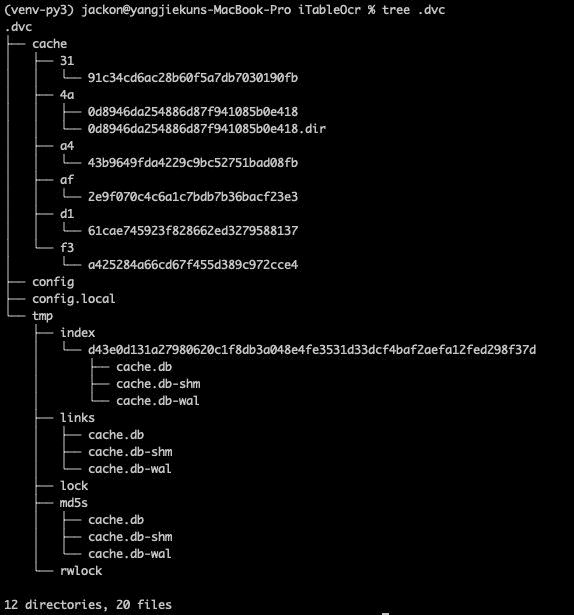 (venv-py3) jackon@yangjiekuns-MacBook-Pro iTableOcr % tree .dvc
.dvc
├── cache
│   ├── 31
│   │   └── 91c34cd6ac28b60f5a7db7030190fb
│   ├── 4a
│   │   ├── 0d8946da254886d87f941085b0e418
│   │   └── 0d8946da254886d87f941085b0e418.dir
│   ├── a4
│   │   └── 43b9649fda4229c9bc52751bad08fb
│   ├── af
│   │   └── 2e9f070c4c6a1c7bdb7b36bacf23e3
│   ├── d1
│   │   └── 61cae745923f828662ed3279588137
│   └── f3
│       └── a425284a66cd67f455d389c972cce4
├── config
├── config.local
└── tmp
    ├── index
    │   └── d43e0d131a27980620c1f8db3a048e4fe3531d33dcf4baf2aefa12fed298f37d
    │       ├── cache.db
    │       ├── cache.db-shm
    │       └── cache.db-wal
    ├── links
    │   ├── cache.db
    │   ├── cache.db-shm
    │   └── cache.db-wal
    ├── lock
    ├── md5s
    │   ├── cache.db
    │   ├── cache.db-shm
    │   └── cache.db-wal
    └── rwlock

12 directories, 20 files